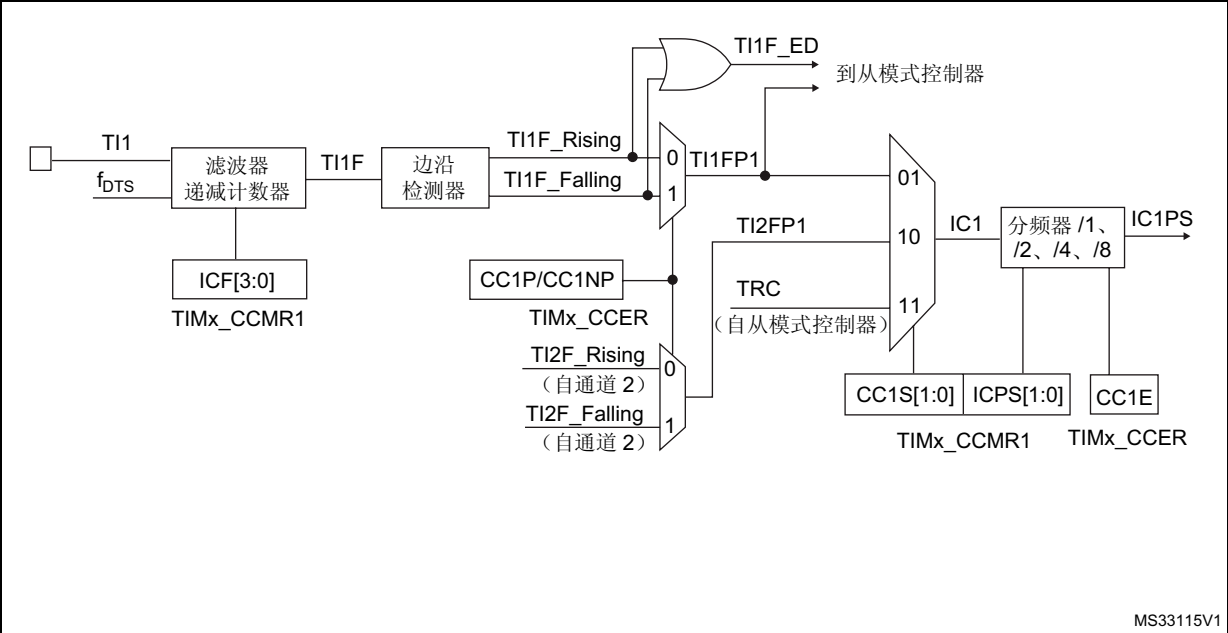 TI1F_ED
到从模式控制器
TI1
f_DTS
滤波器
递减计数器
TI1F
边沿
检测器
TI1F_Rising
TI1F_Falling
0
1
TI1FP1
01
TI2FP1
10
IC1
分频器 /1、
/2、/4、/8
IC1PS
ICF[3:0]
TIMx_CCMR1
CC1P/CC1NP
TIMx_CCER
TRC
(自从模式控制器)
11
TI2F_Rising
(自通道 2)
0
TI2F_Falling
(自通道 2)
1
CC1S[1:0]
ICPS[1:0]
TIMx_CCMR1
CC1E
TIMx_CCER
MS33115V1